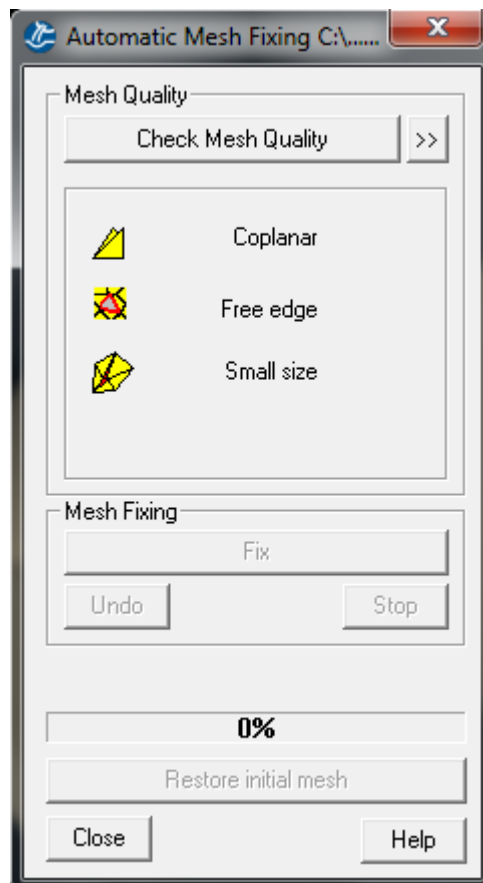 Automatic Mesh Fixing C:\......
Mesh Quality
Check Mesh Quality >>
Coplanar
Free edge
Small size
Mesh Fixing
Fix
Undo Stop
0%
Restore initial mesh
Close Help